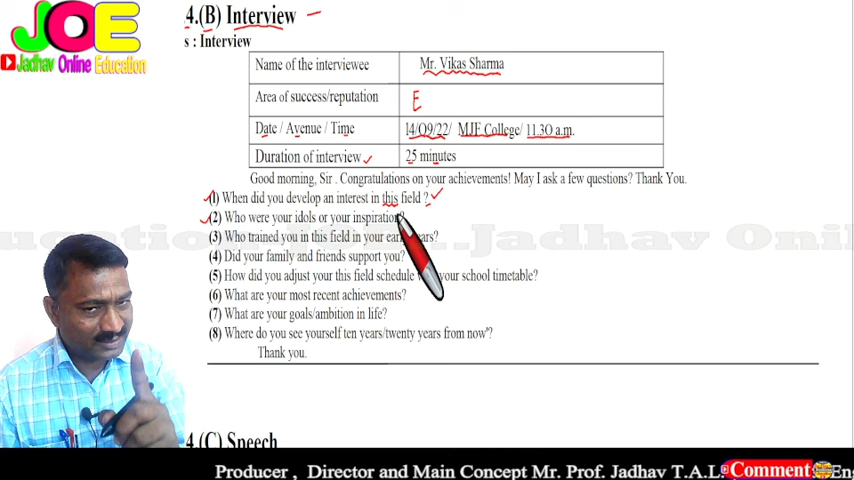 JOE
Jadhav Online Education
4.(B) Interview
s : Interview
Name of the interviewee Mr. Vikas Sharma
Area of success/reputation E
Date / Avenue / Time 14/09/22/ MJF College/ 11.30 a.m.
Duration of interview 25 minutes
Good morning, Sir . Congratulations on your achievements! May I ask a few questions? Thank You.
(1) When did you develop an interest in this field ?
(2) Who were your idols or your inspiration?
(3) Who trained you in this field in your ears?
(4) Did your family and friends support you?
(5) How did you adjust your this field schedule your school timetable?
(6) What are your most recent achievements?
(7) What are your goals/ambition in life?
(8) Where do you see yourself ten years/twenty years from now"?
Thank you.
Jadhav Onli
4.(C) Speech
Producer , Director and Main Concept Mr. Prof. Jadhav T.A.L.
Comment